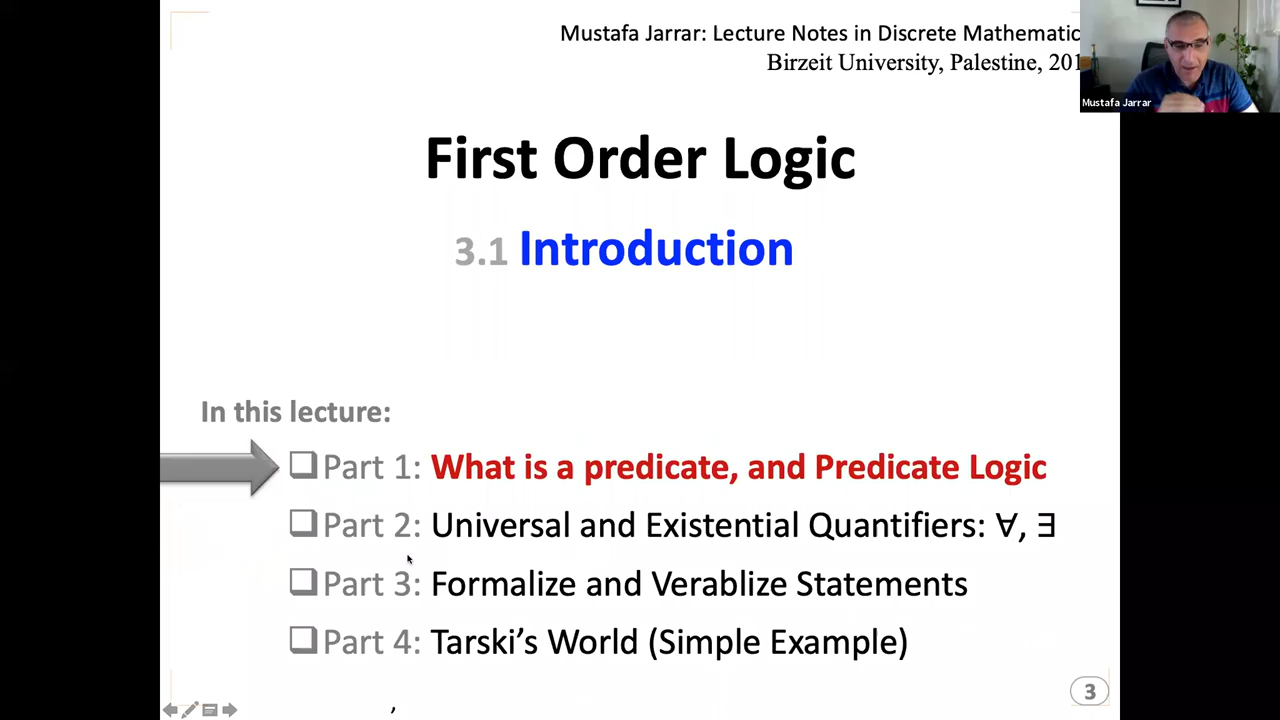 Mustafa Jarrar: Lecture Notes in Discrete Mathematic
Birzeit University, Palestine, 201
Mustafa Jarrar
First Order Logic
3.1 Introduction
In this lecture:
Part 1: What is a predicate, and Predicate Logic
Part 2: Universal and Existential Quantifiers: ∀, ∃
Part 3: Formalize and Verablize Statements
Part 4: Tarski’s World (Simple Example)
3
,